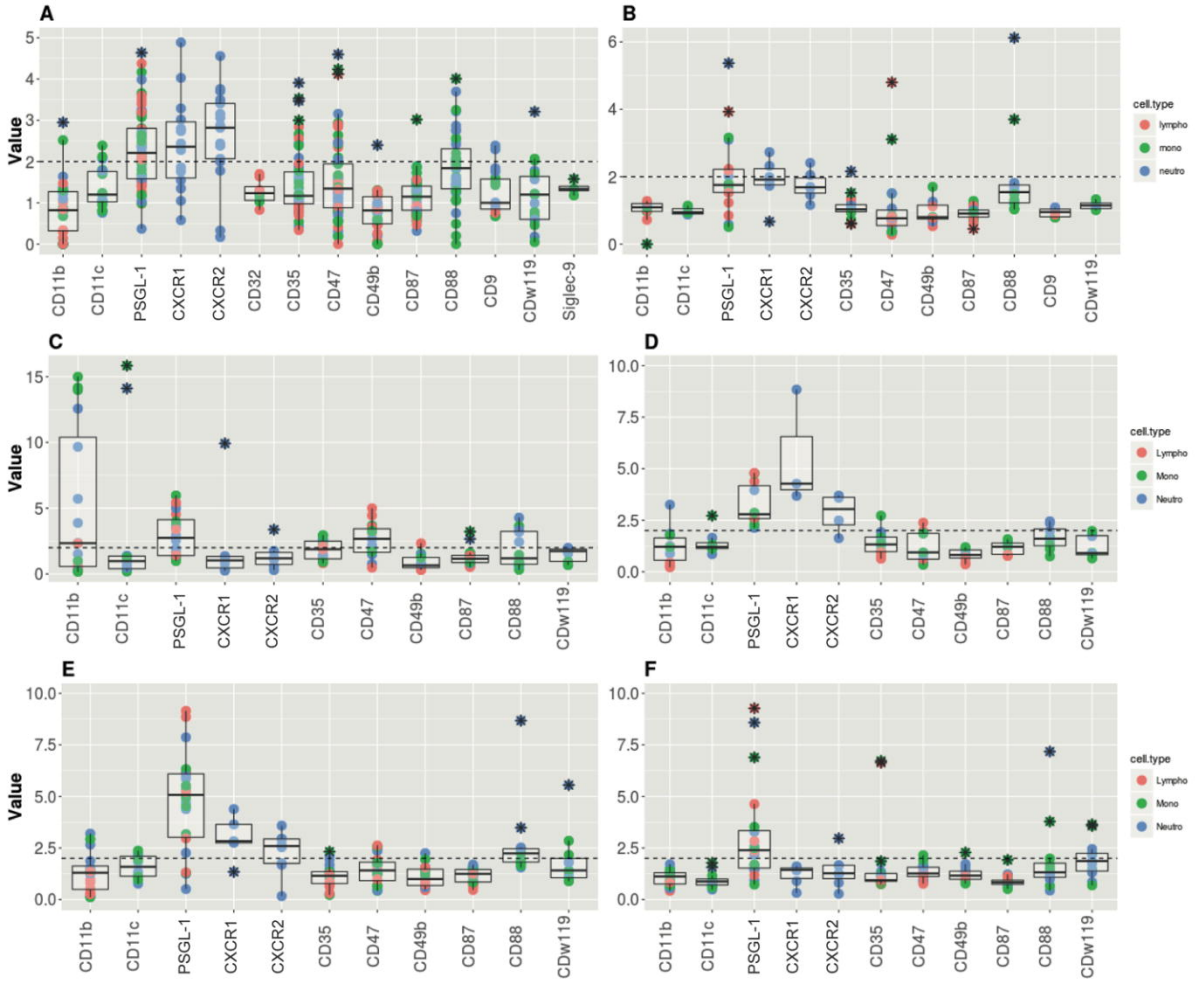 A
Value
5
4
3
2
1
0
CD11b
CD11c
PSGL-1
CXCR1
CXCR2
CD32
CD35
CD47
CD49b
CD87
CD88
CD9
CDw119
Siglec-9
B
6
4
2
0
CD11b
CD11c
PSGL-1
CXCR1
CXCR2
CD35
CD47
CD49b
CD87
CD88
CD9
CDw119
cell.type
lympho
mono
neutro
C
Value
15
10
5
0
CD11b
CD11c
PSGL-1
CXCR1
CXCR2
CD35
CD47
CD49b
CD87
CD88
CDw119
D
10.0
7.5
5.0
2.5
0.0
CD11b
CD11c
PSGL-1
CXCR1
CXCR2
CD35
CD47
CD49b
CD87
CD88
CDw119
cell.type
Lympho
Mono
Neutro
E
Value
10.0
7.5
5.0
2.5
0.0
CD11b
CD11c
PSGL-1
CXCR1
CXCR2
CD35
CD47
CD49b
CD87
CD88
CDw119
F
10.0
7.5
5.0
2.5
0.0
CD11b
CD11c
PSGL-1
CXCR1
CXCR2
CD35
CD47
CD49b
CD87
CD88
CDw119
cell.type
Lympho
Mono
Neutro